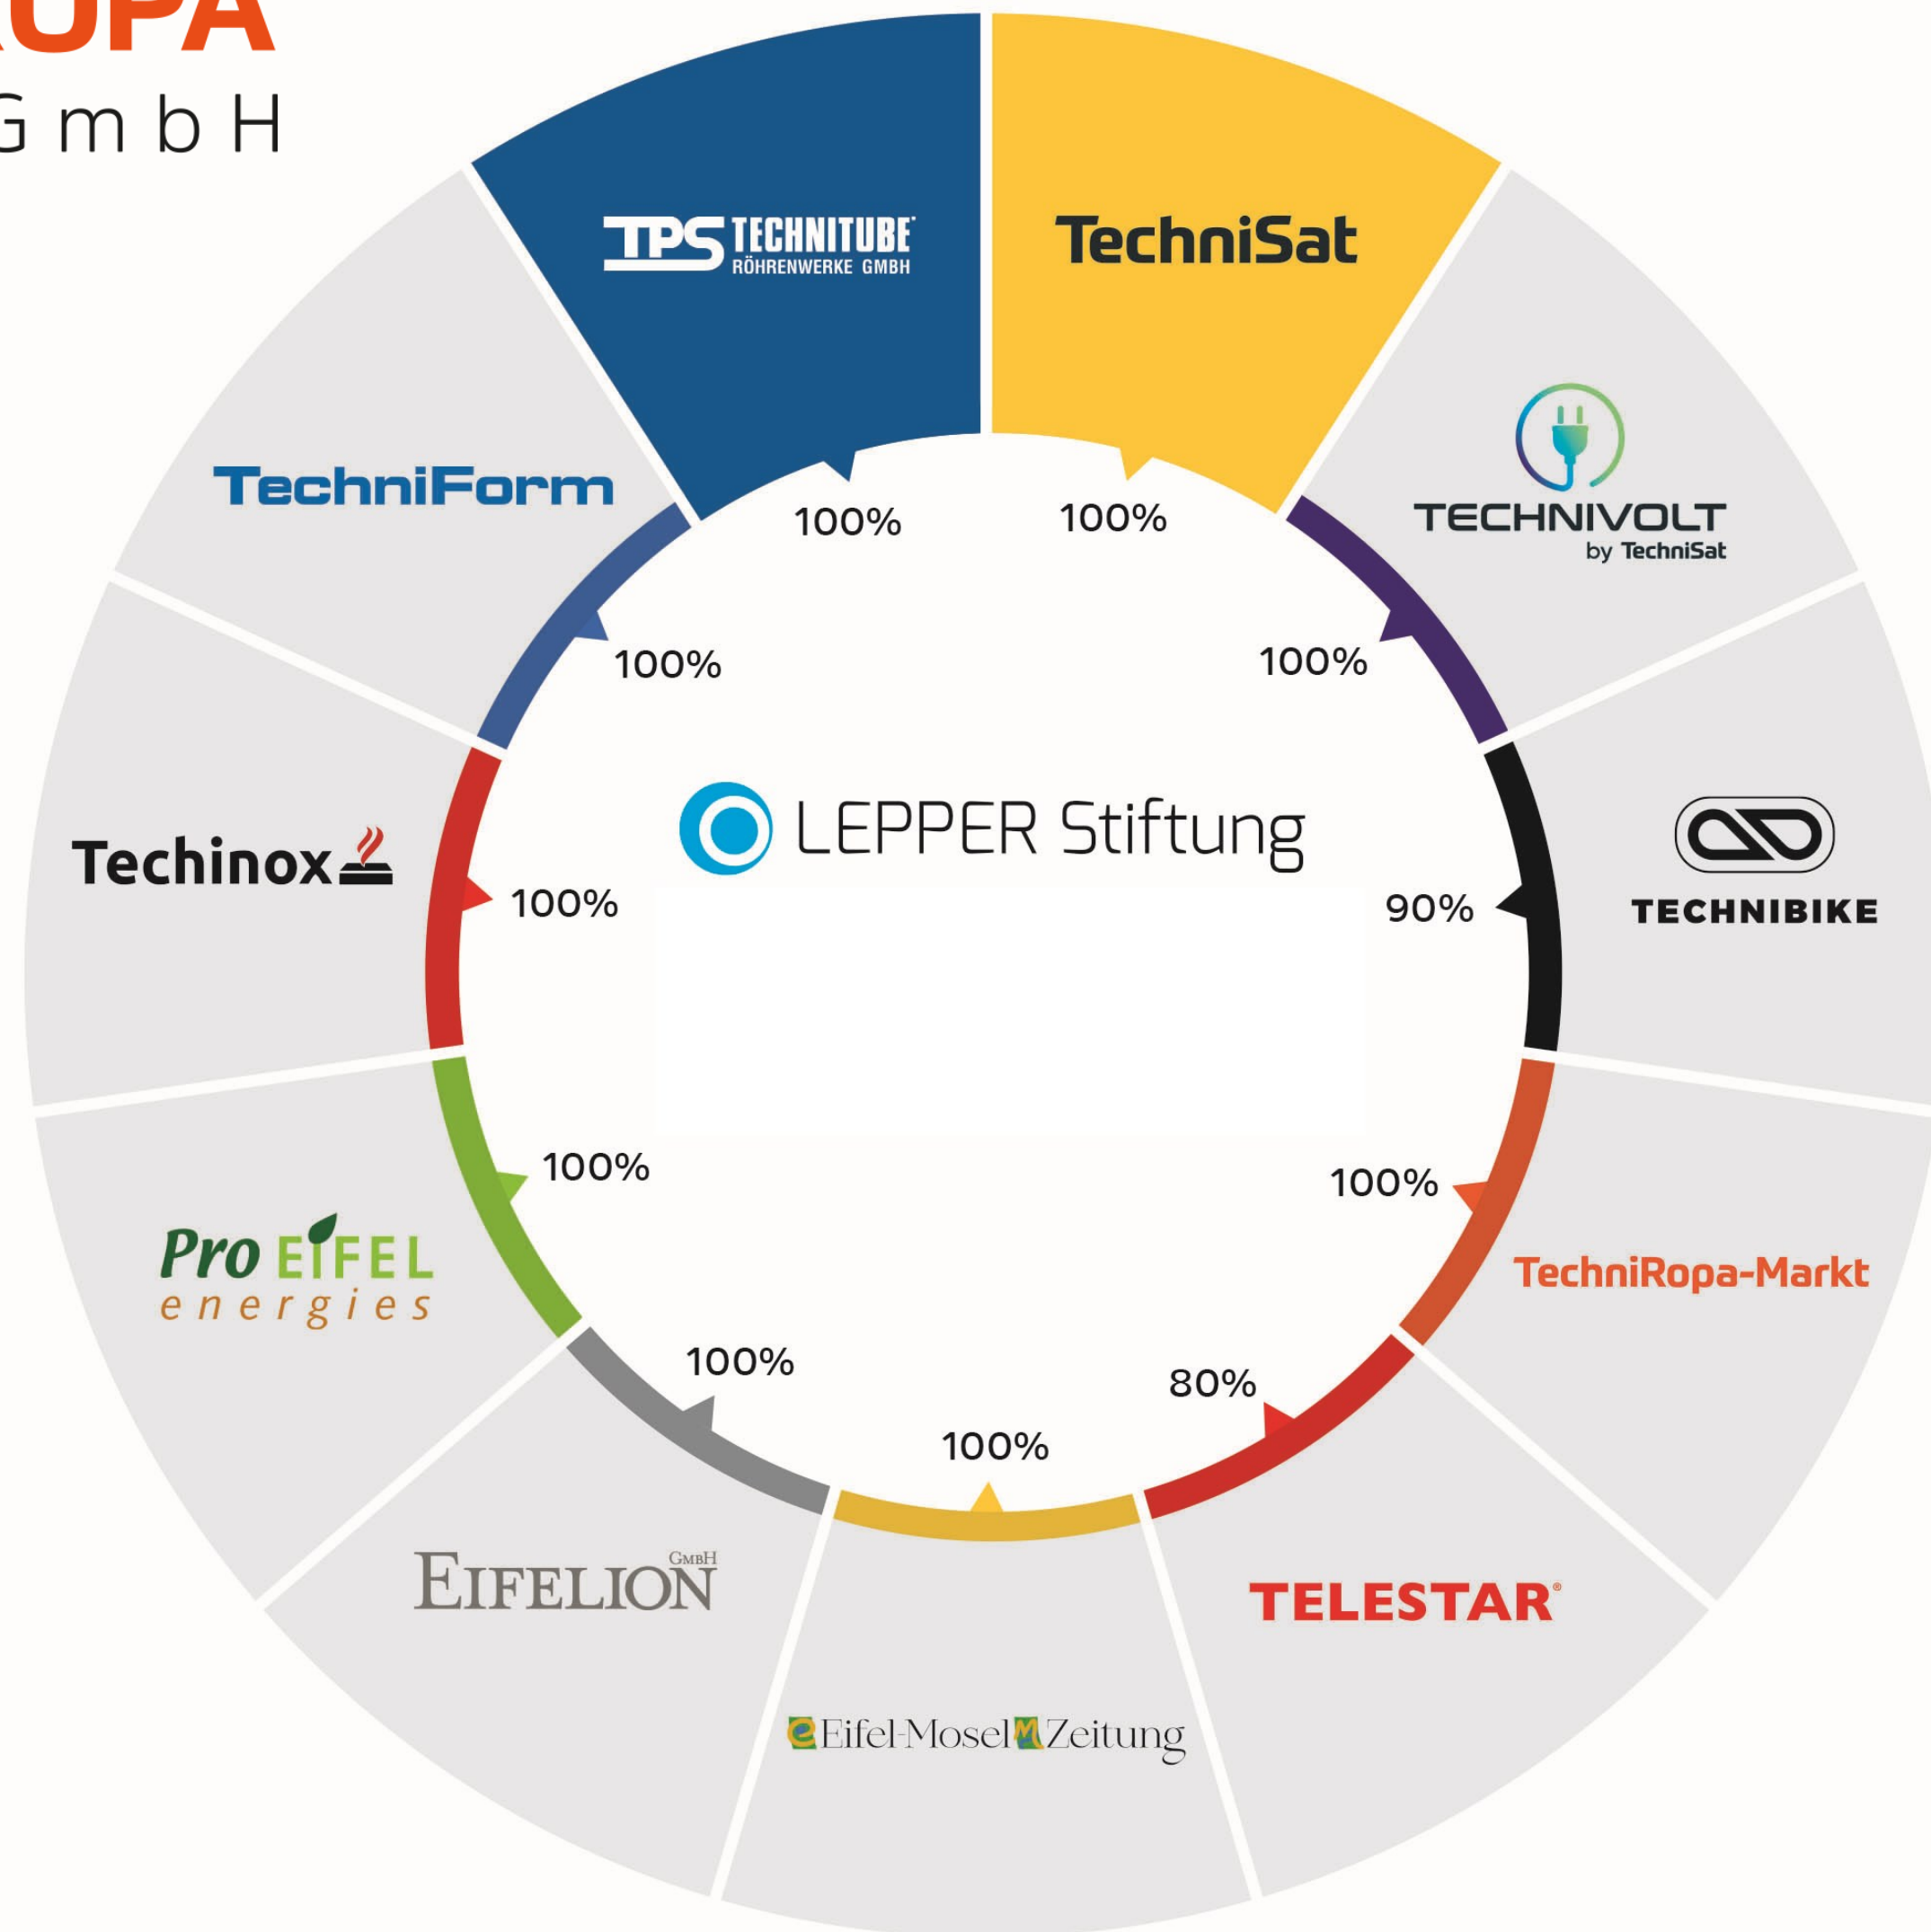 ROPA
GmbH
TPS TECHNITUBE®
RÖHRENWERKE GMBH
TechniSat
100%
100%
TechniForm
TECHNIVOLT
by TechniSat
100%
100%
Techinox
100%
LEPPER Stiftung
90%
TECHNIBIKE
100%
100%
Pro EIFEL
energies
TechniRopa-Markt
100%
80%
100%
EIFELION GMBH
TELESTAR®
e Eifel-Mosel M Zeitung